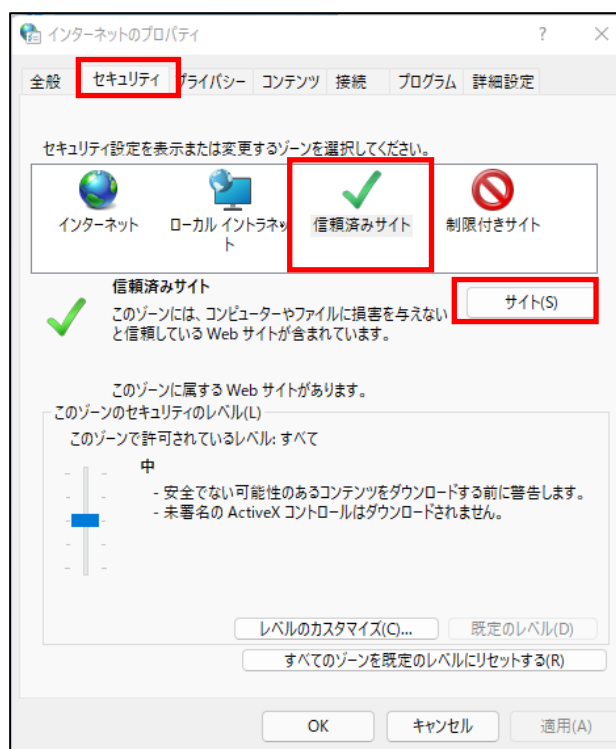 インターネットのプロパティ
全般 セキュリティ プライバシー コンテンツ 接続 プログラム 詳細設定
セキュリティ設定を表示または変更するゾーンを選択してください。
インターネット ローカル イントラネット 信頼済みサイト 制限付きサイト
信頼済みサイト
サイト(S)
このゾーンには、コンピューターやファイルに損害を与えない
と信頼している Web サイトが含まれています。
このゾーンに属する Web サイトがあります。
このゾーンのセキュリティのレベル(L)
このゾーンで許可されているレベル: すべて
中
- 安全でない可能性のあるコンテンツをダウンロードする前に警告します。
- 未署名の ActiveX コントロールはダウンロードされません。
レベルのカスタマイズ(C)... 既定のレベル(D)
すべてのゾーンを既定のレベルにリセットする(R)
OK キャンセル 適用(A)